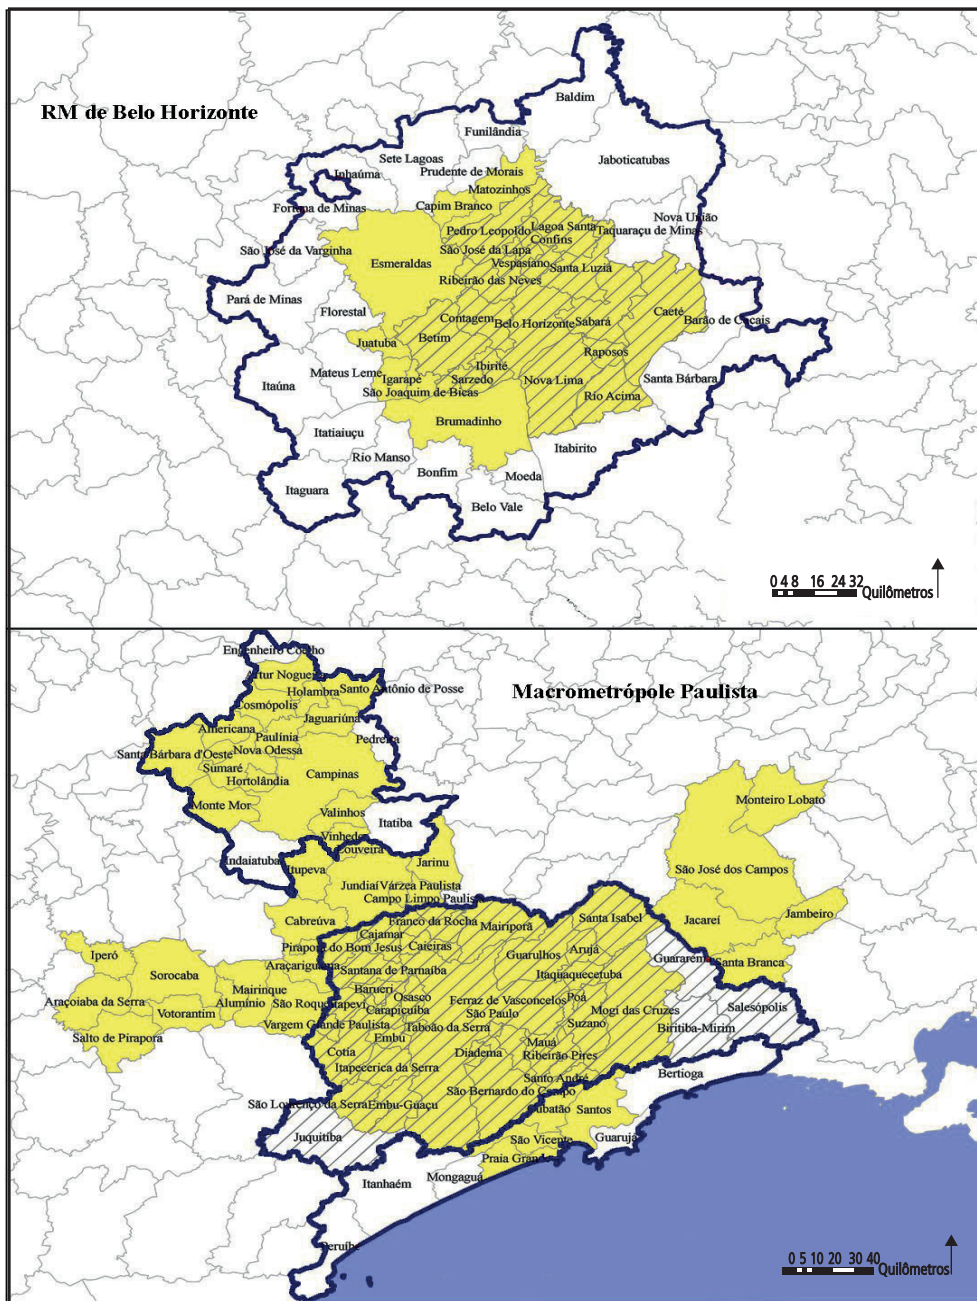 RM de Belo Horizonte
Baldim
Funilândia
Sete Lagoas
Jaboticatubas
Inhaúma
Prudente de Morais
Matozinhos
Fortuna de Minas
Capim Branco
Nova União
Pedro Leopoldo
Lagoa Santa
Taquaraçu de Minas
Confins
São José da Varginha
São José da Lapa
Esmeraldas
Vespasiano
Santa Luzia
Ribeirão das Neves
Pará de Minas
Florestal
Caeté
Contagem
Belo Horizonte
Sabará
Barão de Cocais
Betim
Juatuba
Raposos
Ibirité
Mateus Leme
Igarapé
Sarzedo
Nova Lima
Santa Bárbara
Itaúna
São Joaquim de Bicas
Rio Acima
Brumadinho
Itatiaiuçu
Itabirito
Rio Manso
Bonfim
Moeda
Itaguara
Belo Vale
0 4 8 16 24 32
Quilômetros
Engenheiro Coelho
Artur Nogueira
Macrometrópole Paulista
Holambra
Santo Antônio de Posse
Cosmópolis
Jaguariúna
Americana
Paulínia
Pedreira
Santa Bárbara d'Oeste
Nova Odessa
Sumaré
Hortolândia
Campinas
Monte Mor
Valinhos
Itatiba
Monteiro Lobato
Vinhedo
Louveira
Indaiatuba
Itupeva
Jarinu
São José dos Campos
Jundiaí
Várzea Paulista
Campo Limpo Paulista
Cabreúva
Franco da Rocha
Mairiporã
Santa Isabel
Jacareí
Jambeiro
Cajamar
Pirapora do Bom Jesus
Caieiras
Arujá
Iperó
Guarulhos
Guararema
Santa Branca
Araçariguama
Santana de Parnaíba
Itaquaquecetuba
Sorocaba
Mairinque
Barueri
Osasco
Araçoiaba da Serra
Alumínio
São Roque
Itapevi
Carapicuíba
Ferraz de Vasconcelos
Poá
Mogi das Cruzes
Salesópolis
Votorantim
São Paulo
Suzano
Vargem Grande Paulista
Taboão da Serra
Biritiba-Mirim
Salto de Pirapora
Embu
Mauá
Cotia
Diadema
Ribeirão Pires
Itapecerica da Serra
Santo André
Bertioga
São Bernardo do Campo
São Lourenço da Serra
Embu-Guaçu
Cubatão
Santos
Juquitiba
São Vicente
Guarujá
Praia Grande
Itanhaém
Mongaguá
Peruíbe
0 5 10 20 30 40
Quilômetros